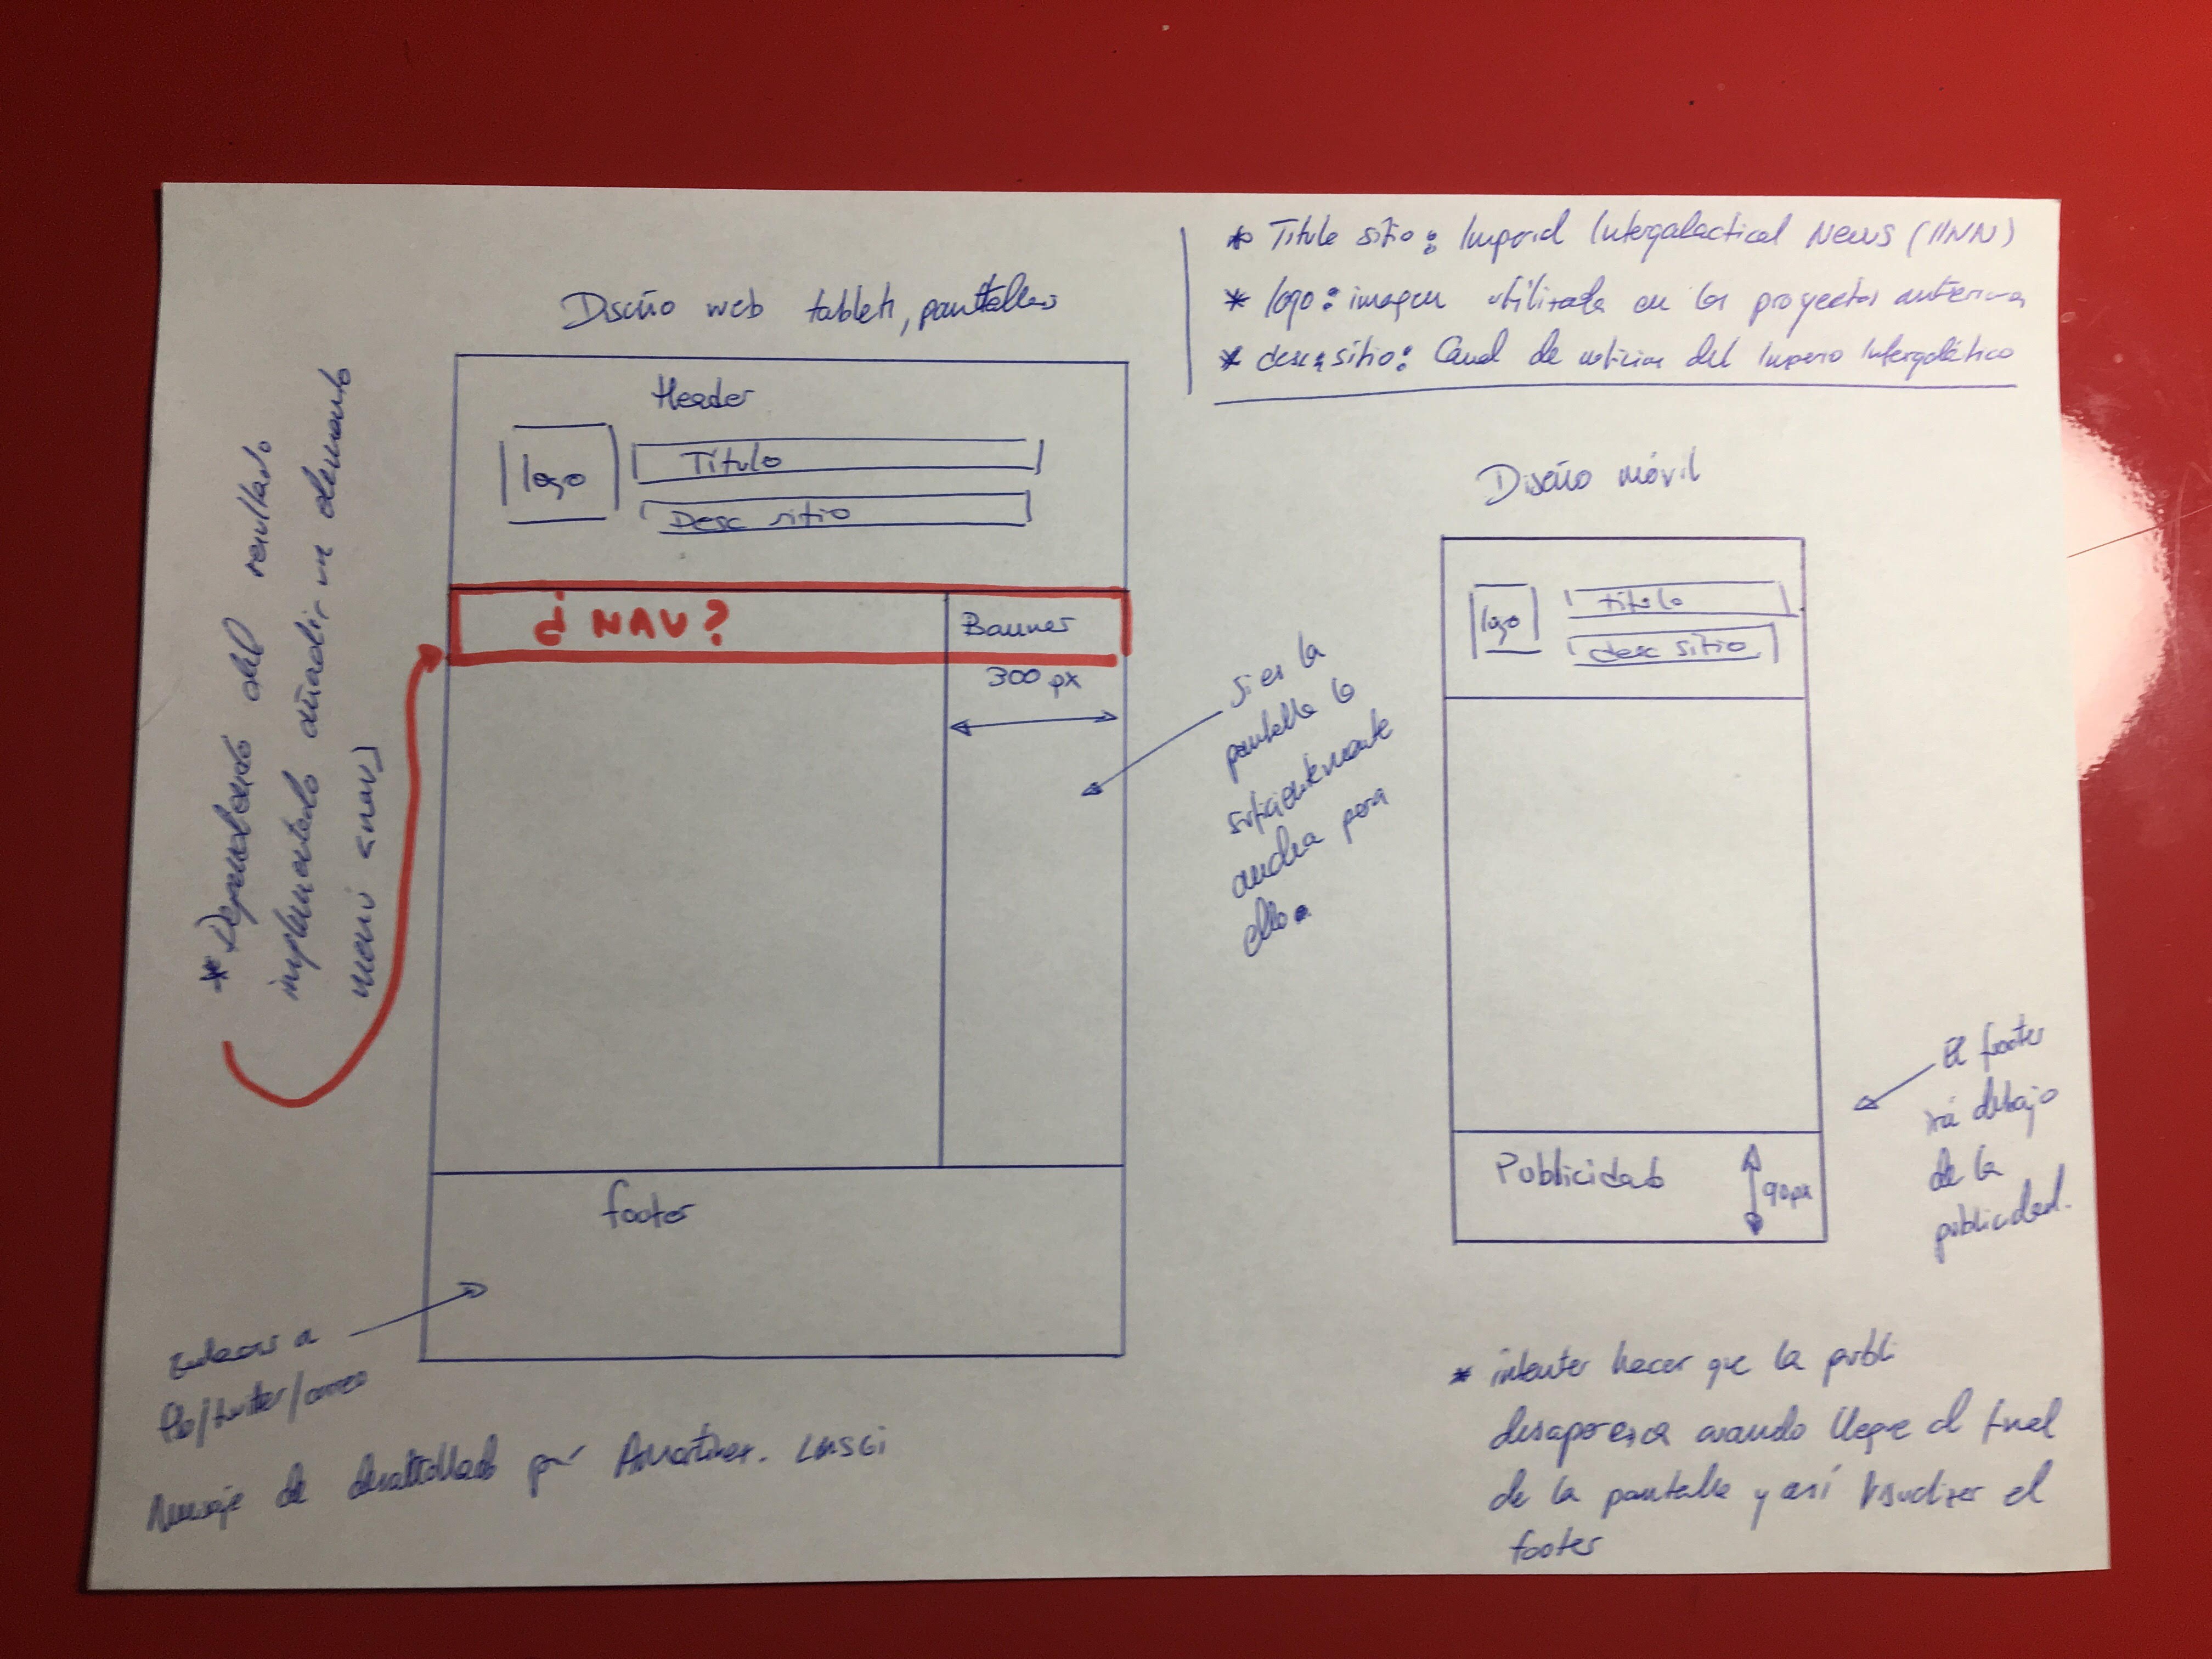 * Titulo sitio: Imperial Intergalactical News (IINN)
* logo: imagen utilizada en los proyectos anteriores
* desc. sitio: Canal de noticias del Imperio Intergaláctico
Diseño web tablets, pantallas
Header
logo
Título
Desc sitio
¿NAV?
Banner
300 px
footer
* Dependiendo del resultado
implementado añadir un elemento
menú <nav>
Si es la
pantalla lo
suficientemente
ancha para
ello.
Enlaces a
fb/twitter/correo
Mensaje de desarrollado por AMartinez. LMSGI
Diseño móvil
logo
título
desc sitio
Publicidad
90px
El footer
irá debajo
de la
publicidad.
* intentar hacer que la publi
desaparezca cuando llegue al final
de la pantalla y así visualizar el
footer